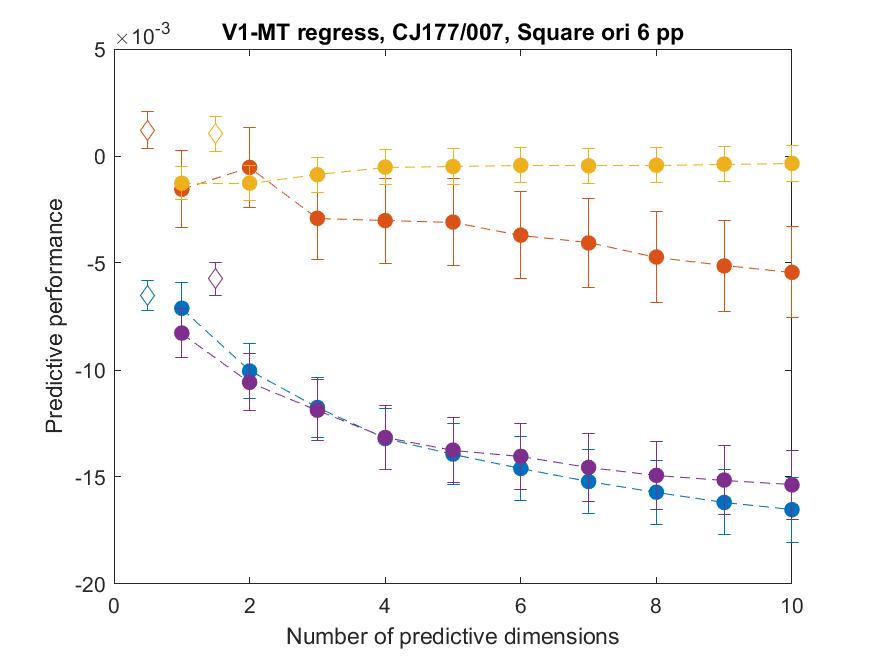 V1-MT regress, CJ177/007, Square ori 6 pp
×10-3
5
0
-5
-10
-15
-20
0 2 4 6 8 10
Number of predictive dimensions
Predictive performance